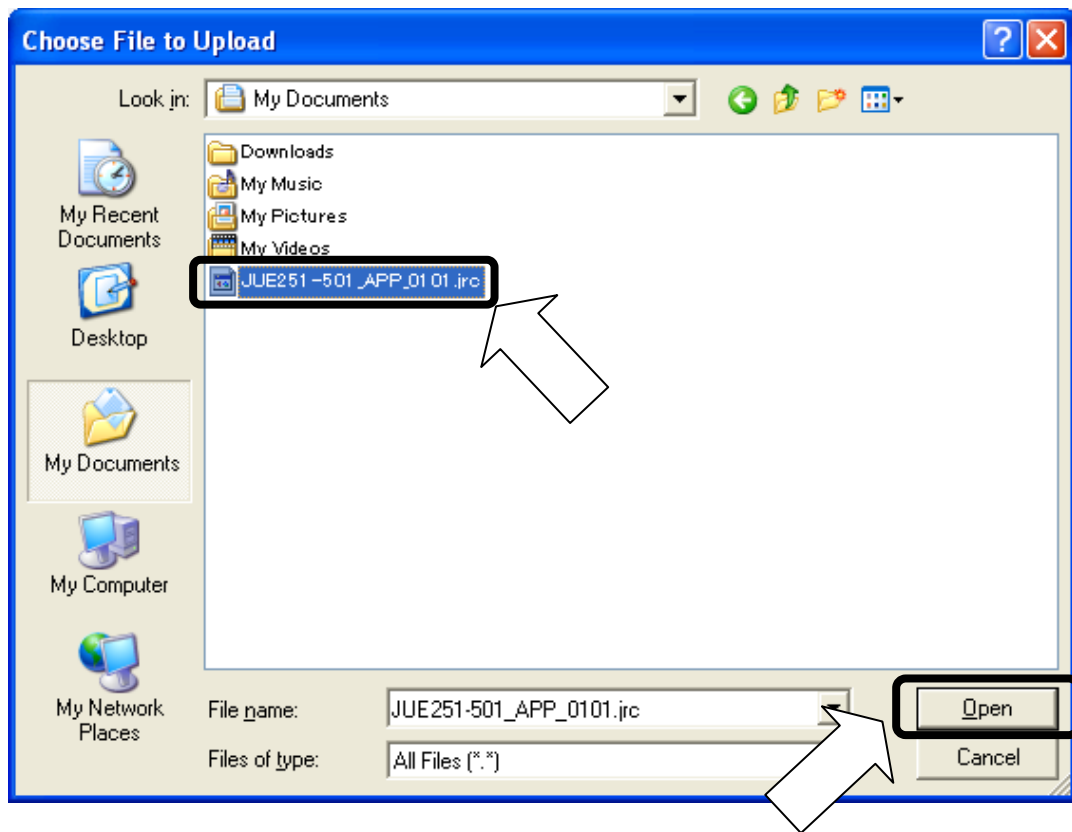 Choose File to Upload
Look in:
My Documents
Downloads
My Music
My Pictures
My Videos
JUE251-501_APP_0101.jrc
My Recent
Documents
Desktop
My Documents
My Computer
My Network
Places
File name:
JUE251-501_APP_0101.jrc
Open
Files of type:
All Files (*.*)
Cancel